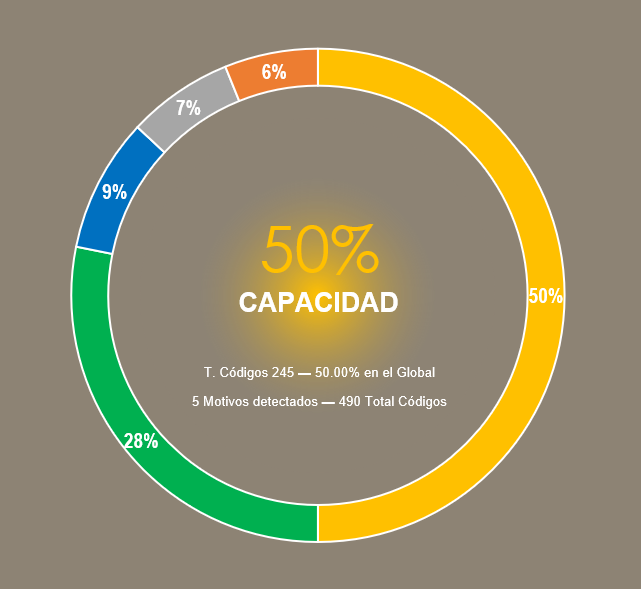 6%
7%
9%
50%
CAPACIDAD
50%
T. Códigos 245 — 50.00% en el Global
5 Motivos detectados — 490 Total Códigos
28%